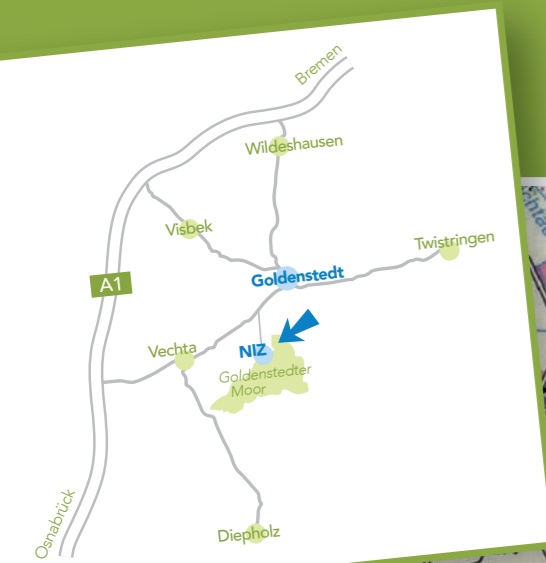 Bremen
Wildeshausen
Visbek
Twistringen
Goldenstedt
A1
Vechta
NIZ
Goldenstedter
Moor
Osnabrück
Diepholz